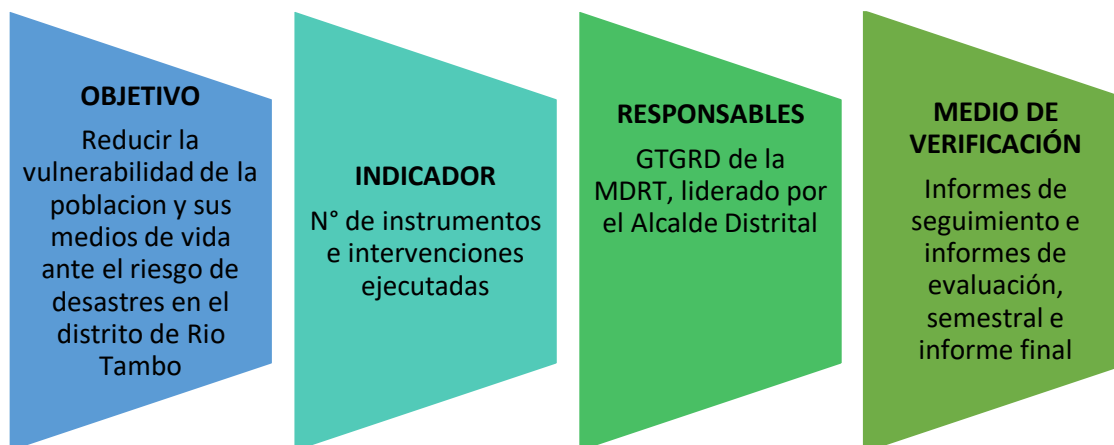 OBJETIVO
Reducir la
vulnerabilidad de la
poblacion y sus
medios de vida
ante el riesgo de
desastres en el
distrito de Rio
Tambo
INDICADOR
N° de instrumentos
e intervenciones
ejecutadas
RESPONSABLES
GTGRD de la
MDRT, liderado por
el Alcalde Distrital
MEDIO DE
VERIFICACIÓN
Informes de
seguimiento e
informes de
evaluación,
semestral e
informe final